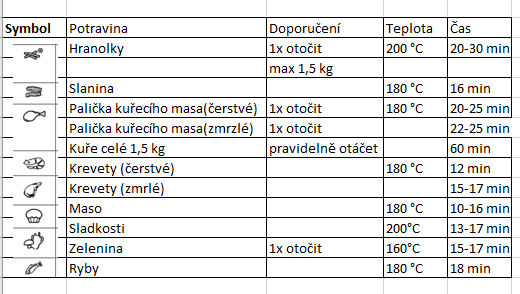 Symbol Potravina Doporučení Teplota Čas
Hranolky 1x otočit 200 °C 20-30 min
max 1,5 kg
Slanina 180 °C 16 min
Palička kuřecího masa(čerstvé) 1x otočit 180 °C 20-25 min
Palička kuřecího masa(zmrzlé) 1x otočit 22-25 min
Kuře celé 1,5 kg pravidelně otáčet 60 min
Krevety (čerstvé) 180 °C 12 min
Krevety (zmrlé) 15-17 min
Maso 180 °C 10-16 min
Sladkosti 200°C 13-17 min
Zelenina 1x otočit 160°C 15-17 min
Ryby 180 °C 18 min